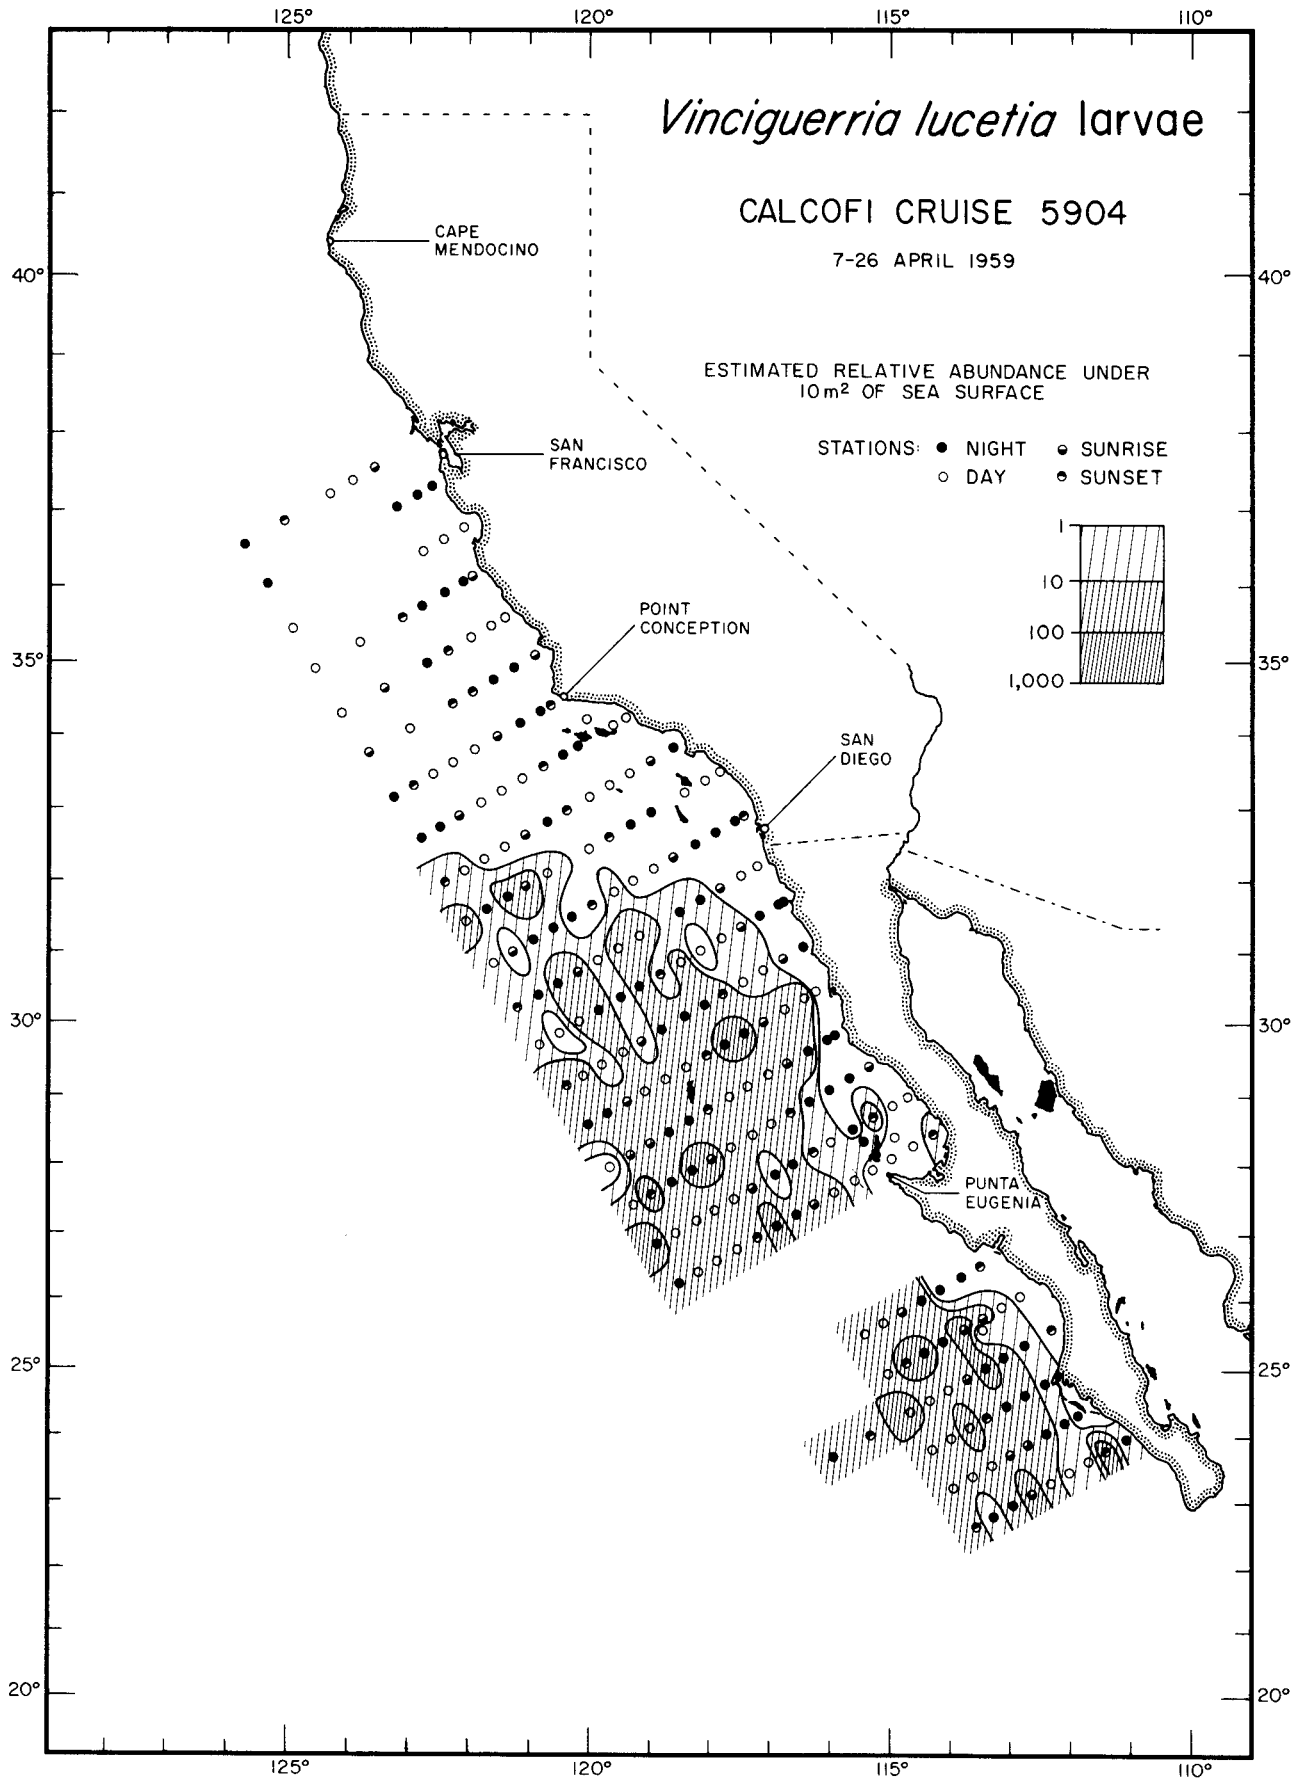 125° 120° 115° 110°
Vinciguerria lucetia larvae
CALCOFI CRUISE 5904
7-26 APRIL 1959
CAPE
MENDOCINO
40° 40°
ESTIMATED RELATIVE ABUNDANCE UNDER
10 m² OF SEA SURFACE
STATIONS: NIGHT SUNRISE
DAY SUNSET
SAN
FRANCISCO
1
10
100
1,000
POINT
CONCEPTION
35° 35°
SAN
DIEGO
30° 30°
PUNTA
EUGENIA
25° 25°
20° 20°
125° 120° 115° 110°